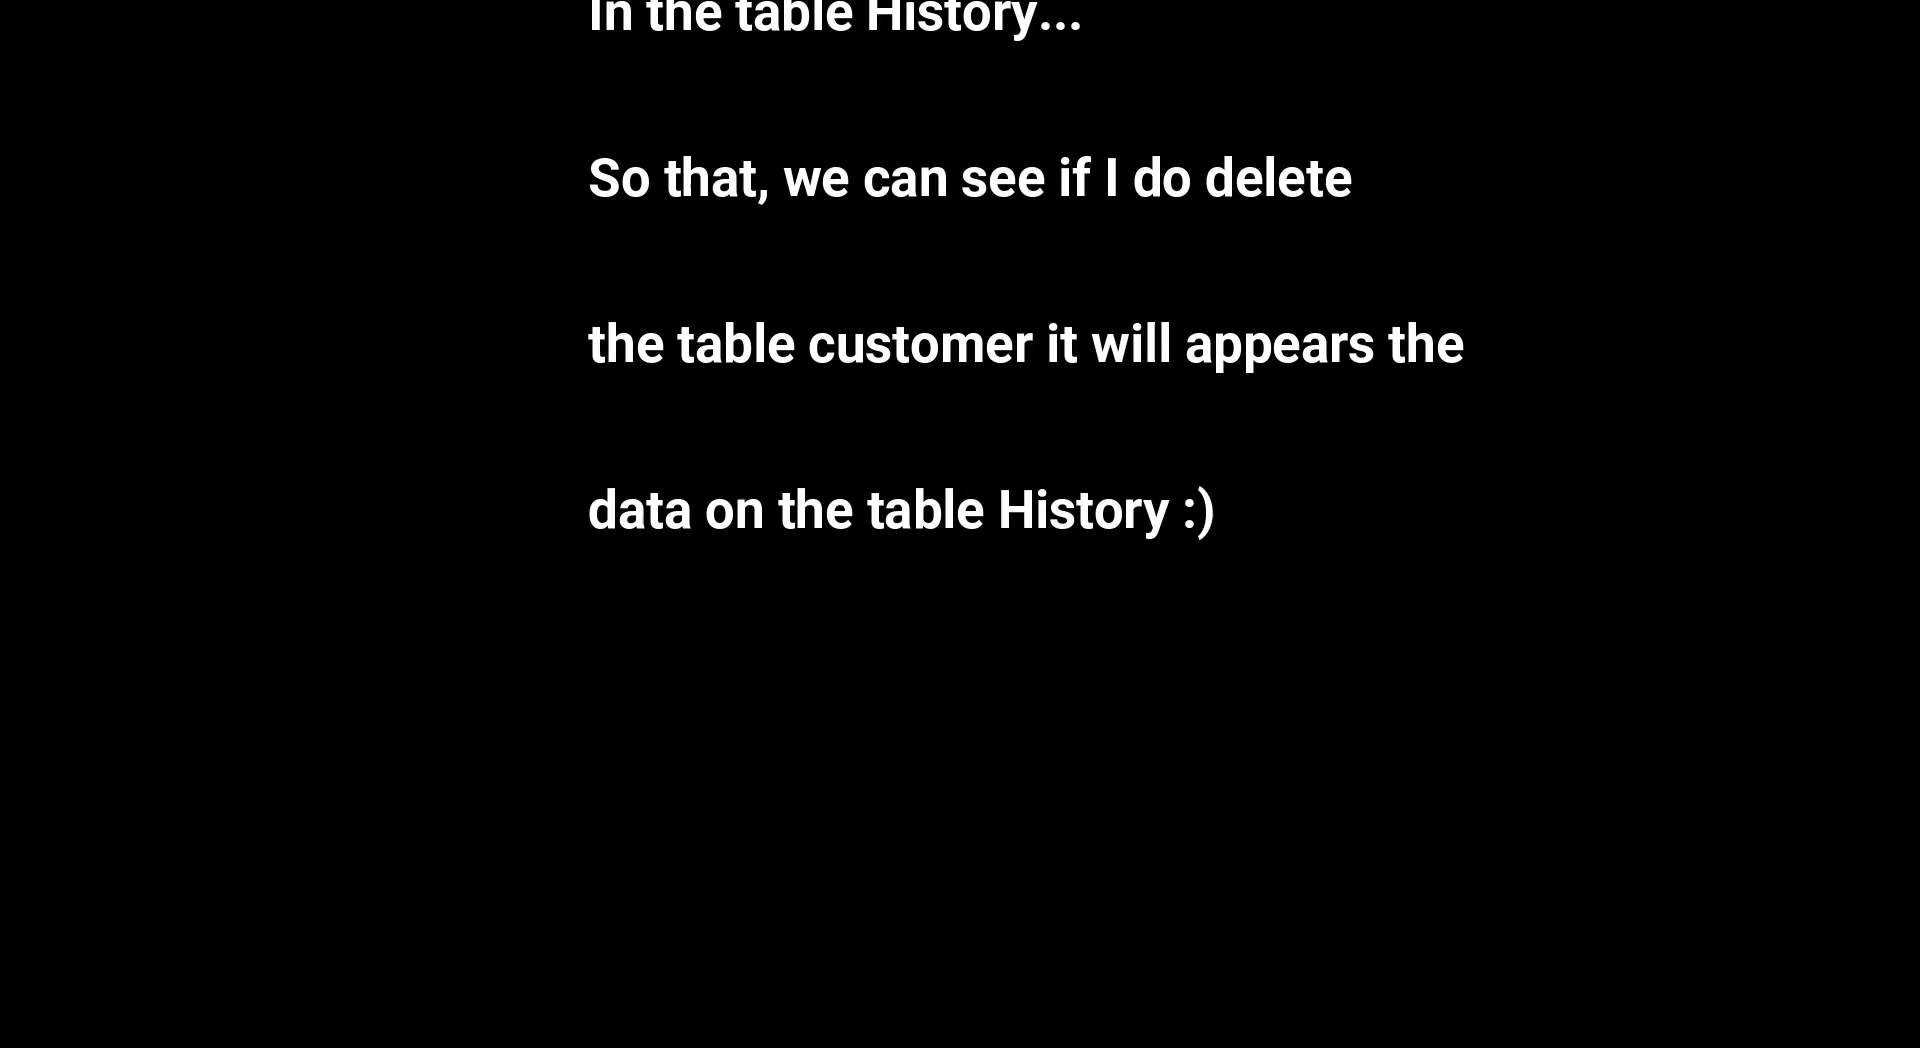 In the table History...
So that, we can see if I do delete
the table customer it will appears the
data on the table History :)